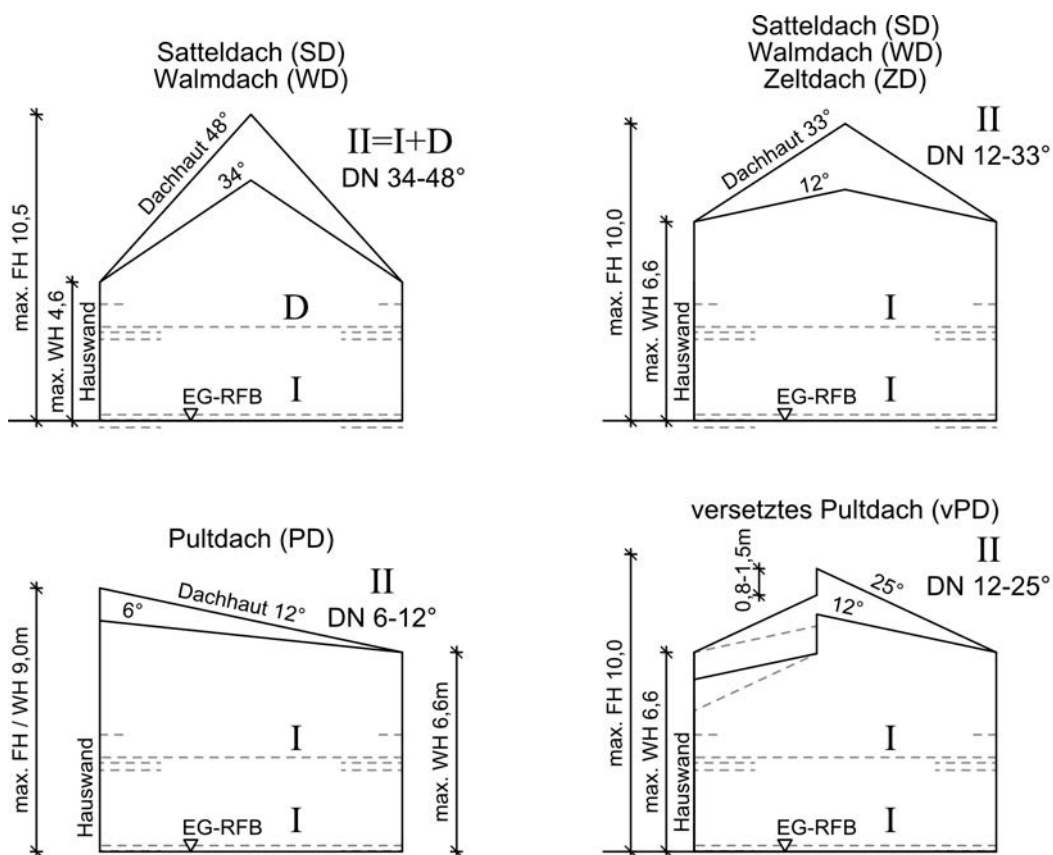 Satteldach (SD)
Walmdach (WD)
II=I+D
DN 34-48°
Dachhaut 48°
34°
max. FH 10,5
max. WH 4,6
Hauswand
D
EG-RFB
I
Satteldach (SD)
Walmdach (WD)
Zeltdach (ZD)
II
DN 12-33°
Dachhaut 33°
12°
max. FH 10,0
max. WH 6,6
Hauswand
I
EG-RFB
I
Pultdach (PD)
II
DN 6-12°
Dachhaut 12°
6°
max. FH / WH 9,0m
Hauswand
max. WH 6,6m
I
EG-RFB
I
versetztes Pultdach (vPD)
II
DN 12-25°
0,8-1,5m
25°
12°
max. FH 10,0
max. WH 6,6
Hauswand
I
EG-RFB
I